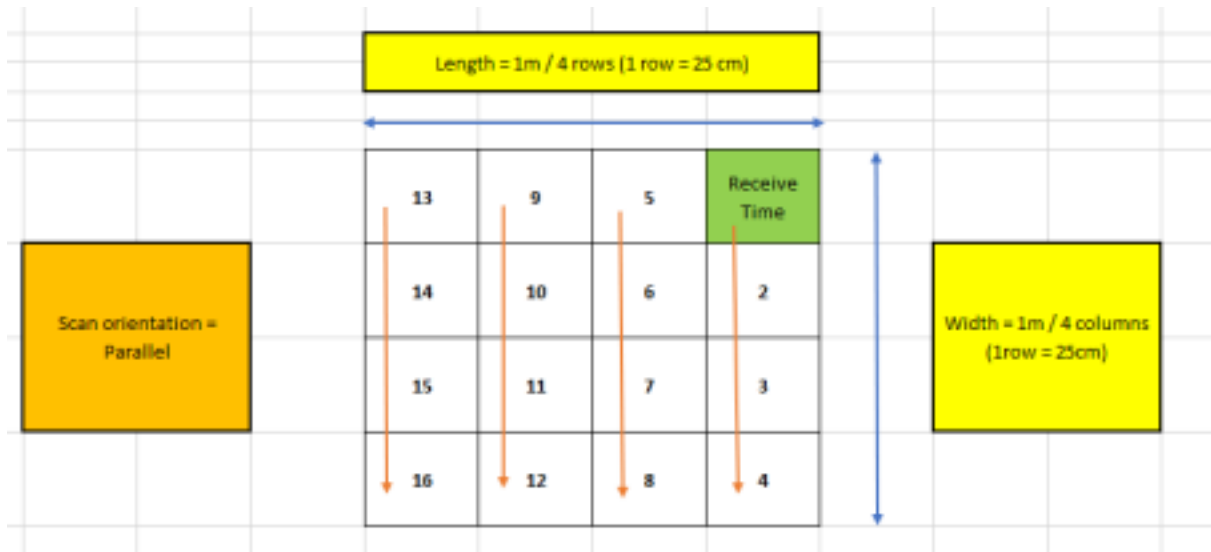 Length = 1m / 4 rows (1 row = 25 cm)
13 9 5 Receive
Time
14 10 6 2
Scan orientation =
Parallel
Width = 1m / 4 columns
(1row = 25cm)
15 11 7 3
16 12 8 4